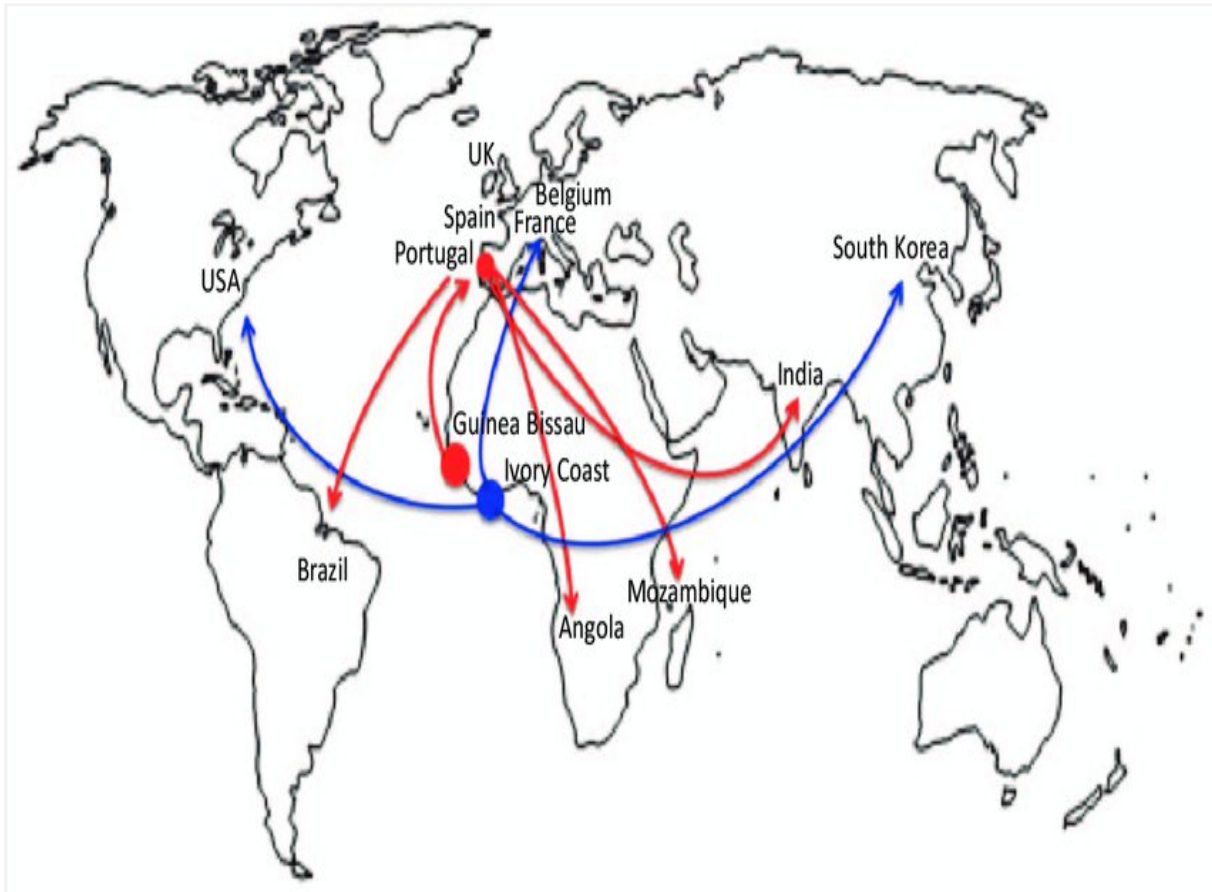 UK
Belgium
Spain
France
Portugal
South Korea
USA
India
Guinea Bissau
Ivory Coast
Brazil
Mozambique
Angola